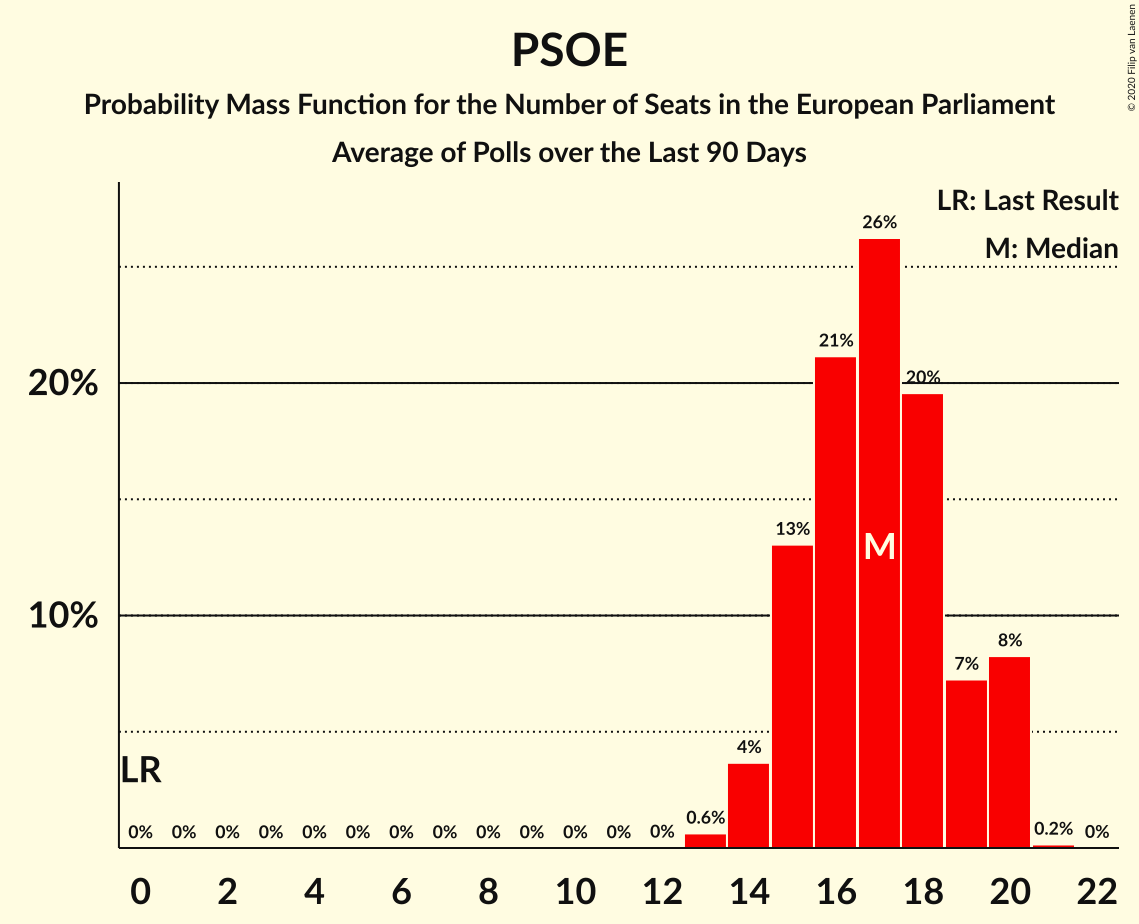 PSOE
Probability Mass Function for the Number of Seats in the European Parliament
Average of Polls over the Last 90 Days
© 2020 Filip van Laenen
LR: Last Result
M: Median
26%
21%
20%
20%
13%
M
10%
8%
7%
4%
LR
0% 0% 0% 0% 0% 0% 0% 0% 0% 0% 0% 0% 0% 0.6% 0.2% 0%
0 2 4 6 8 10 12 14 16 18 20 22